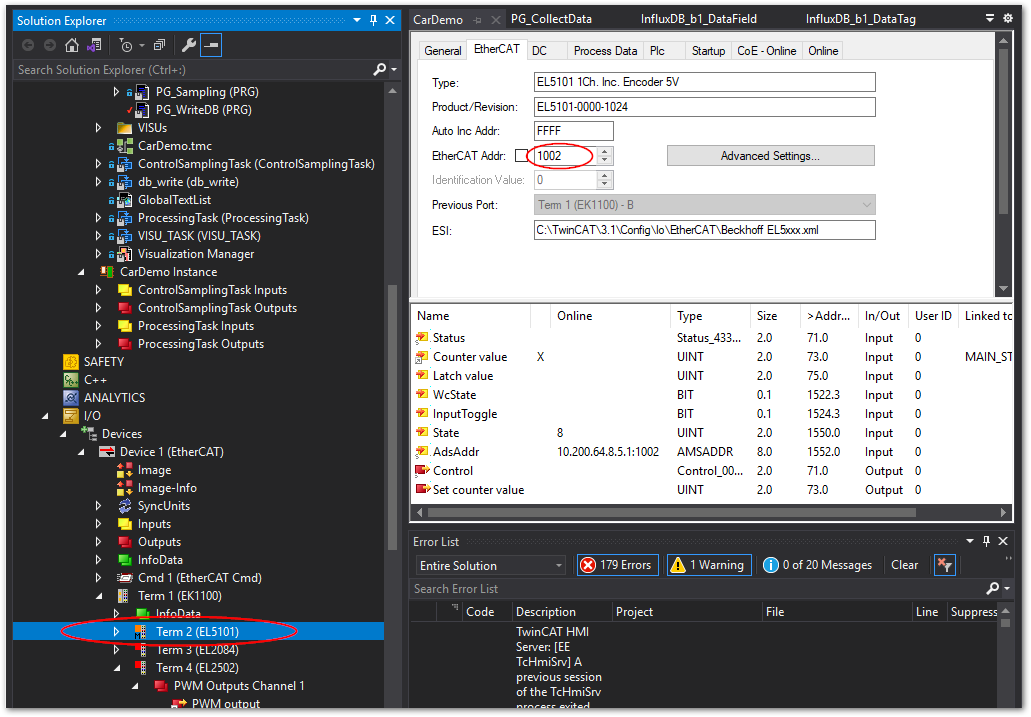 Solution Explorer
Search Solution Explorer (Ctrl+:)
PG_Sampling (PRG)
PG_WriteDB (PRG)
VISUs
CarDemo.tmc
ControlSamplingTask (ControlSamplingTask)
db_write (db_write)
GlobalTextList
ProcessingTask (ProcessingTask)
VISU_TASK (VISU_TASK)
Visualization Manager
CarDemo Instance
ControlSamplingTask Inputs
ControlSamplingTask Outputs
ProcessingTask Inputs
ProcessingTask Outputs
SAFETY
C++
ANALYTICS
I/O
Devices
Device 1 (EtherCAT)
Image
Image-Info
SyncUnits
Inputs
Outputs
InfoData
Cmd 1 (EtherCAT Cmd)
Term 1 (EK1100)
InfoData
Term 2 (EL5101)
Term 3 (EL2084)
Term 4 (EL2502)
PWM Outputs Channel 1
PWM output
CarDemo PG_CollectData InfluxDB_b1_DataField InfluxDB_b1_DataTag
General EtherCAT DC Process Data Plc Startup CoE - Online Online
Type: EL5101 1Ch. Inc. Encoder 5V
Product/Revision: EL5101-0000-1024
Auto Inc Addr: FFFF
EtherCAT Addr: 1002 Advanced Settings...
Identification Value: 0
Previous Port: Term 1 (EK1100) - B
ESI: C:\TwinCAT\3.1\Config\Io\EtherCAT\Beckhoff EL5xxx.xml
Name Online Type Size >Addr... In/Out User ID Linked to
Status Status_433... 2.0 71.0 Input 0
Counter value X UINT 2.0 73.0 Input 0 MAIN_ST
Latch value UINT 2.0 75.0 Input 0
WcState BIT 0.1 1522.3 Input 0
InputToggle BIT 0.1 1524.3 Input 0
State 8 UINT 2.0 1550.0 Input 0
AdsAddr 10.200.64.8.5.1:1002 AMSADDR 8.0 1552.0 Input 0
Control Control_00... 2.0 71.0 Output 0
Set counter value UINT 2.0 73.0 Output 0
Error List
Entire Solution 179 Errors 1 Warning 0 of 20 Messages Clear
Search Error List
Code Description Project File Line Suppress
TwinCAT HMI
Server: [EE
TcHmiSrv] A
previous session
of the TcHmiSrv
process exited